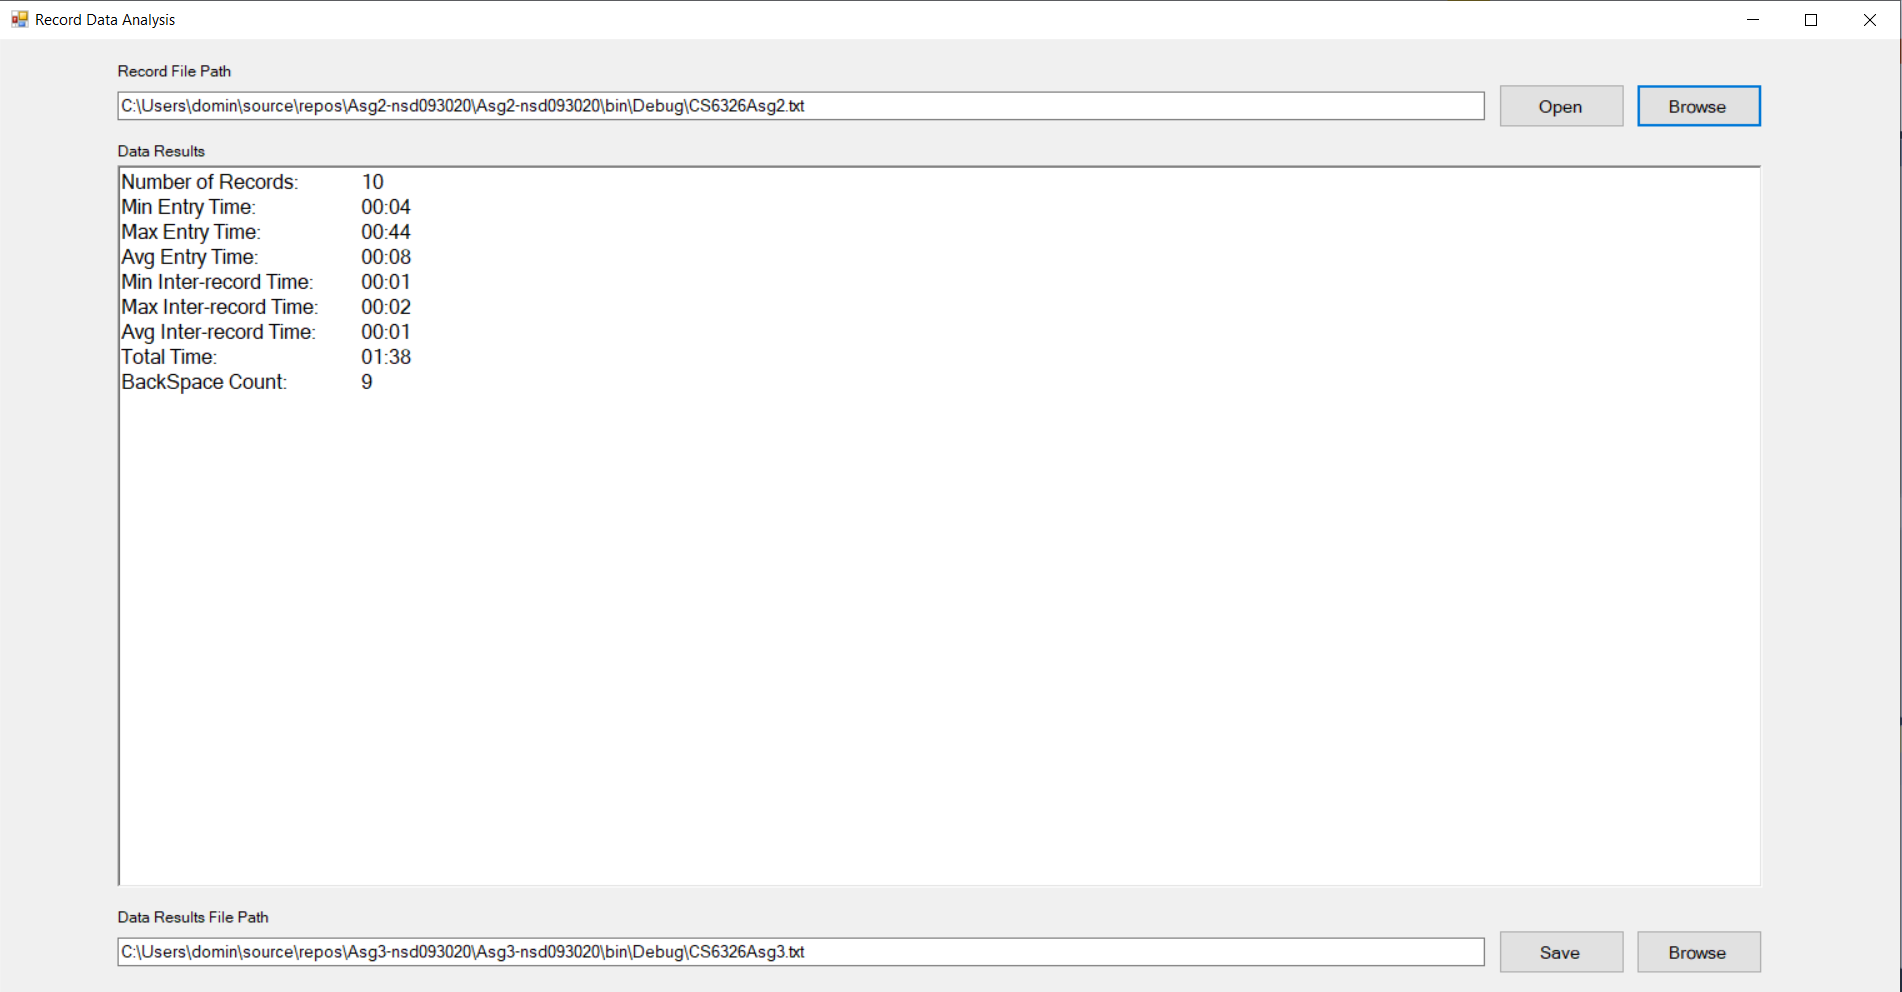 Record Data Analysis
Record File Path
C:\Users\domin\source\repos\Asg2-nsd093020\Asg2-nsd093020\bin\Debug\CS6326Asg2.txt Open Browse
Data Results
Number of Records: 10
Min Entry Time: 00:04
Max Entry Time: 00:44
Avg Entry Time: 00:08
Min Inter-record Time: 00:01
Max Inter-record Time: 00:02
Avg Inter-record Time: 00:01
Total Time: 01:38
BackSpace Count: 9
Data Results File Path
C:\Users\domin\source\repos\Asg3-nsd093020\Asg3-nsd093020\bin\Debug\CS6326Asg3.txt Save Browse